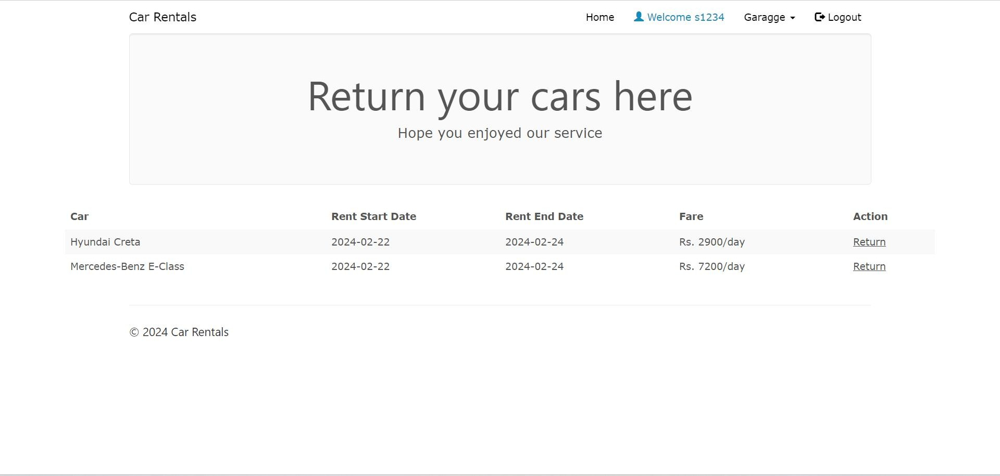 Car Rentals Home Welcome s1234 Garagge Logout
Return your cars here
Hope you enjoyed our service
Car Rent Start Date Rent End Date Fare Action
Hyundai Creta 2024-02-22 2024-02-24 Rs. 2900/day Return
Mercedes-Benz E-Class 2024-02-22 2024-02-24 Rs. 7200/day Return
© 2024 Car Rentals